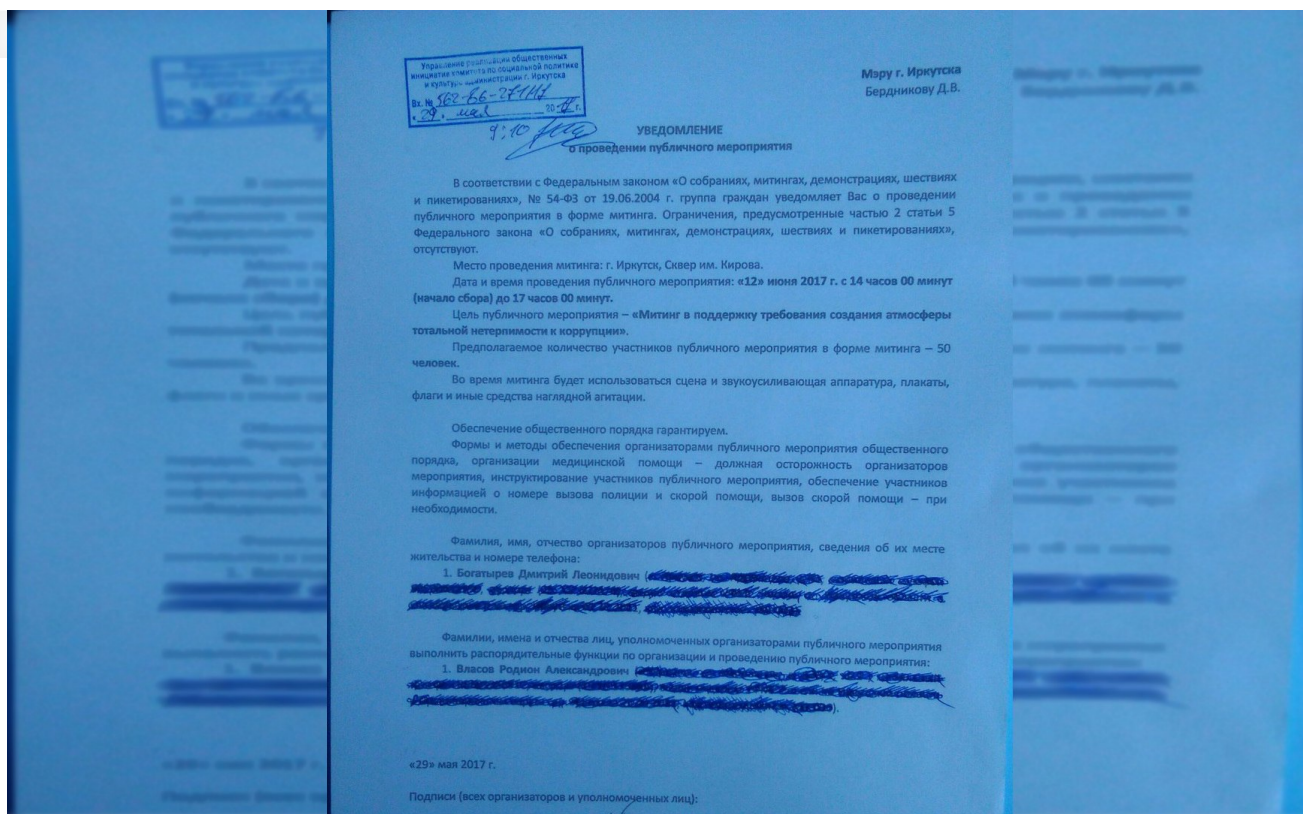 Управление реализации общественных
инициатив комитета по социальной политике
и культуре администрации г. Иркутска
Вх. № 562-66-271/17
«29» мая 2017 г.
9:10
Мэру г. Иркутска
Бердникову Д.В.
УВЕДОМЛЕНИЕ
о проведении публичного мероприятия
В соответствии с Федеральным законом «О собраниях, митингах, демонстрациях, шествиях
и пикетированиях», № 54-ФЗ от 19.06.2004 г. группа граждан уведомляет Вас о проведении
публичного мероприятия в форме митинга. Ограничения, предусмотренные частью 2 статьи 5
Федерального закона «О собраниях, митингах, демонстрациях, шествиях и пикетированиях»,
отсутствуют.
Место проведения митинга: г. Иркутск, Сквер им. Кирова.
Дата и время проведения публичного мероприятия: «12» июня 2017 г. с 14 часов 00 минут
(начало сбора) до 17 часов 00 минут.
Цель публичного мероприятия – «Митинг в поддержку требования создания атмосферы
тотальной нетерпимости к коррупции».
Предполагаемое количество участников публичного мероприятия в форме митинга – 50
человек.
Во время митинга будет использоваться сцена и звукоусиливающая аппаратура, плакаты,
флаги и иные средства наглядной агитации.
Обеспечение общественного порядка гарантируем.
Формы и методы обеспечения организаторами публичного мероприятия общественного
порядка, организации медицинской помощи – должная осторожность организаторов
мероприятия, инструктирование участников публичного мероприятия, обеспечение участников
информацией о номере вызова полиции и скорой помощи, вызов скорой помощи – при
необходимости.
Фамилия, имя, отчество организаторов публичного мероприятия, сведения об их месте
жительства и номере телефона:
1. Богатырев Дмитрий Леонидович (
Фамилии, имена и отчества лиц, уполномоченных организаторами публичного мероприятия
выполнить распорядительные функции по организации и проведению публичного мероприятия:
1. Власов Родион Александрович (
).
«29» мая 2017 г.
Подписи (всех организаторов и уполномоченных лиц):